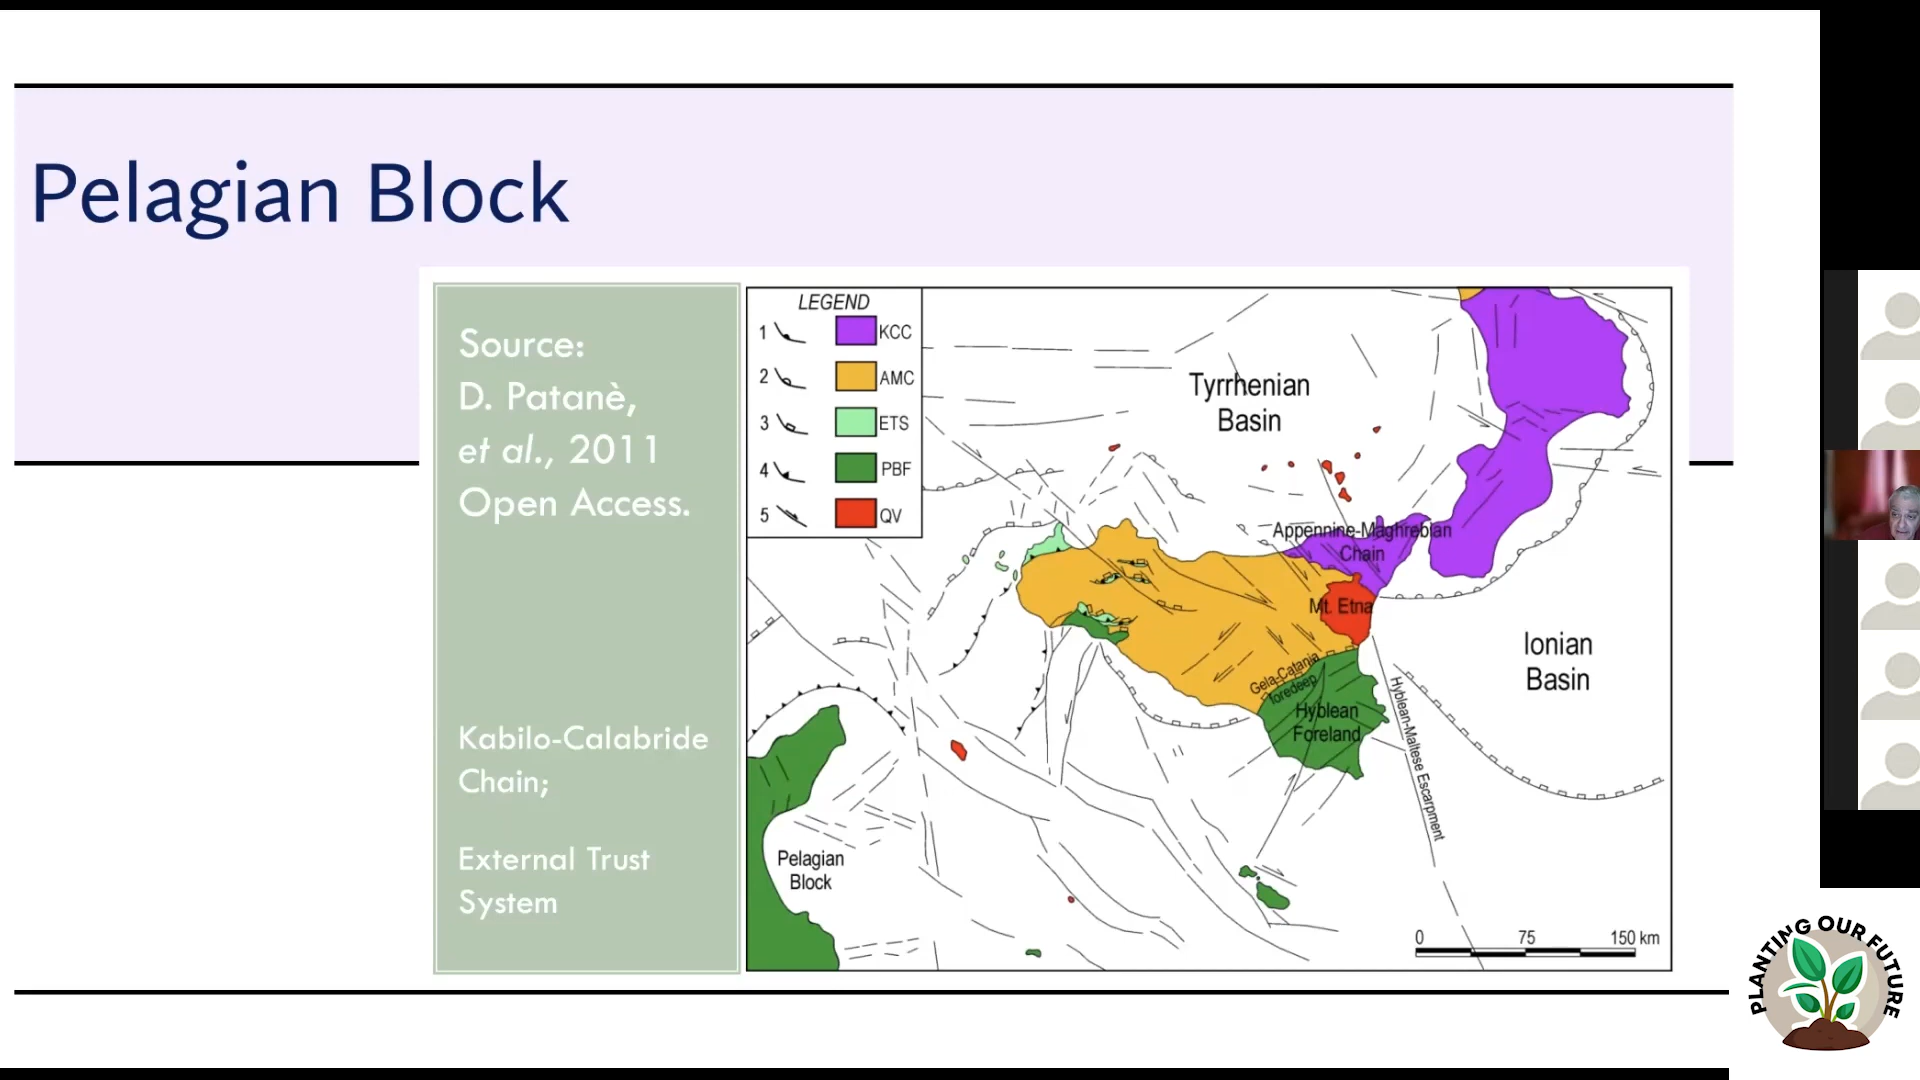 Pelagian Block
Source:
D. Patanè,
et al., 2011
Open Access.
Kabilo-Calabride
Chain;
External Trust
System
LEGEND
1 KCC
2 AMC
3 ETS
4 PBF
5 QV
Tyrrhenian
Basin
Appennine-Maghrebian
Chain
Mt. Etna
Ionian
Basin
Gela-Catania
foredeep
Hyblean
Foreland
Hyblean-Maltese Escarpment
Pelagian
Block
0 75 150 km
PLANTING OUR FUTURE